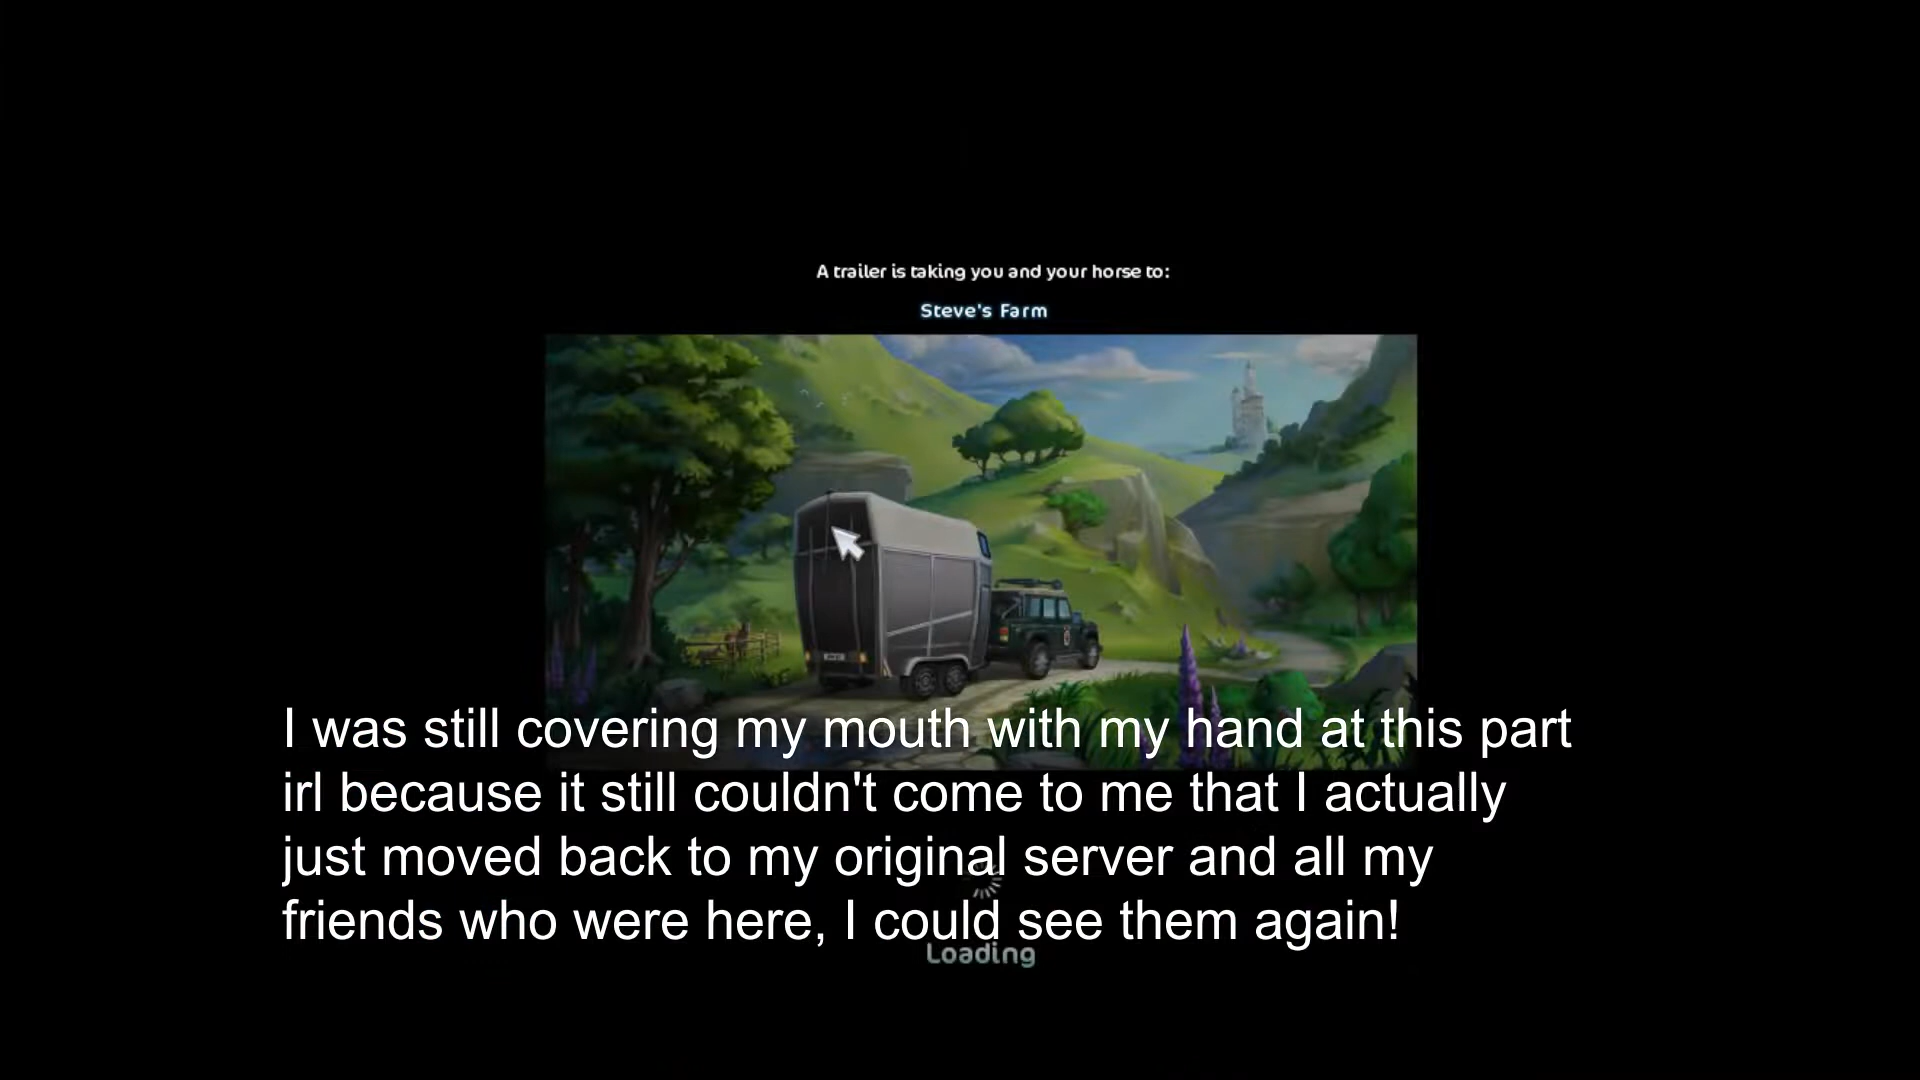 A trailer is taking you and your horse to:
Steve's Farm
I was still covering my mouth with my hand at this part
irl because it still couldn't come to me that I actually
just moved back to my original server and all my
friends who were here, I could see them again!
Loading